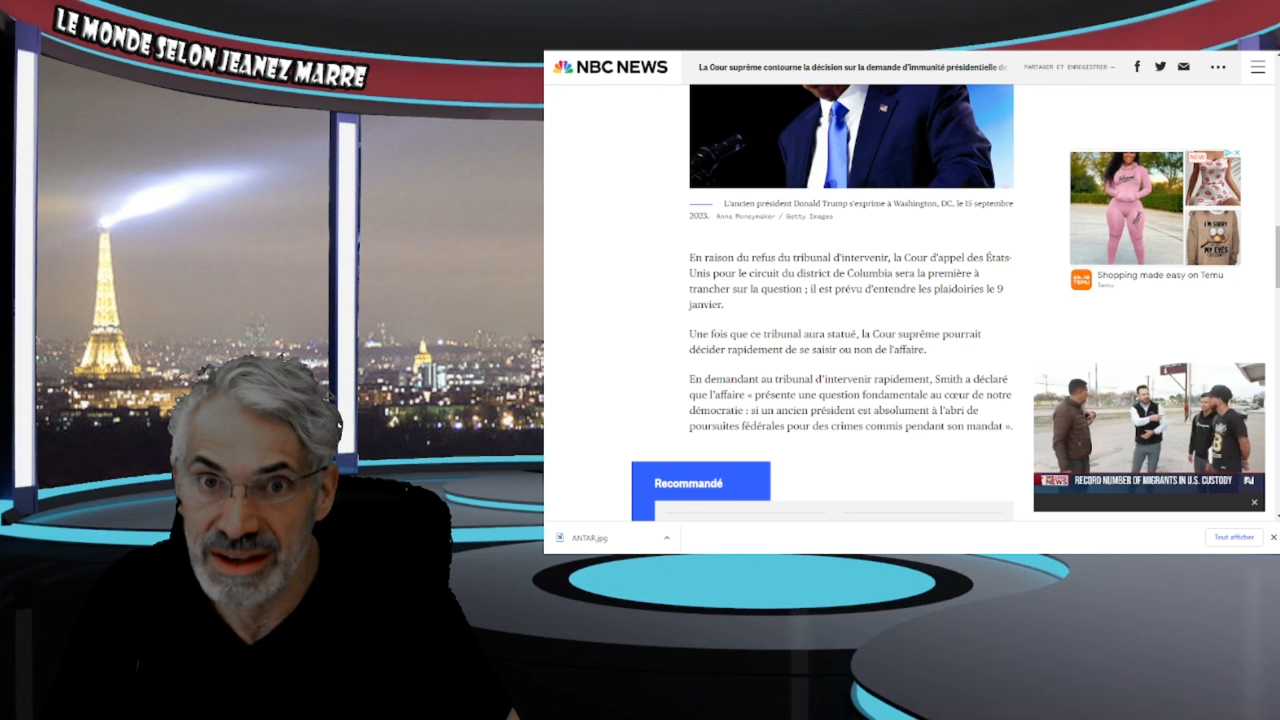 LE MONDE SELON JEANEZ MARRE
NBC NEWS
La Cour suprême contourne la décision sur la demande d'immunité présidentielle de
PARTAGER ET ENREGISTRER —
L'ancien président Donald Trump s'exprime à Washington, DC, le 15 septembre
2023. Anna Moneymaker / Getty Images
En raison du refus du tribunal d'intervenir, la Cour d'appel des États-
Unis pour le circuit du district de Columbia sera la première à
trancher sur la question ; il est prévu d'entendre les plaidoiries le 9
janvier.
Une fois que ce tribunal aura statué, la Cour suprême pourrait
décider rapidement de se saisir ou non de l'affaire.
En demandant au tribunal d'intervenir rapidement, Smith a déclaré
que l'affaire « présente une question fondamentale au cœur de notre
démocratie : si un ancien président est absolument à l'abri de
poursuites fédérales pour des crimes commis pendant son mandat ».
Recommandé
NEW
I'M SORRY
MY EYES
TEMU
Shopping made easy on Temu
Temu
8
NEWS
RECORD NUMBER OF MIGRANTS IN U.S. CUSTODY
ANTAR.jpg
Tout afficher